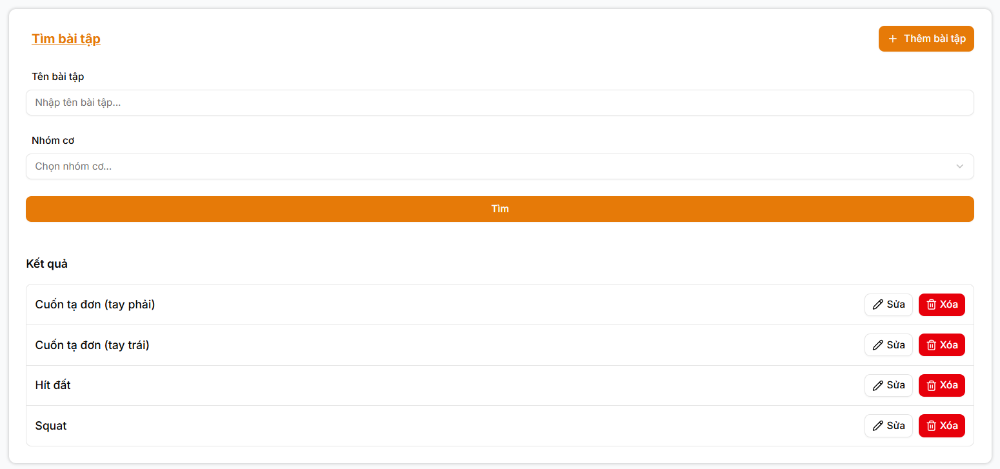 Tìm bài tập
Thêm bài tập
Tên bài tập
Nhập tên bài tập...
Nhóm cơ
Chọn nhóm cơ...
Tìm
Kết quả
Cuốn tạ đơn (tay phải) Sửa Xóa
Cuốn tạ đơn (tay trái) Sửa Xóa
Hít đất Sửa Xóa
Squat Sửa Xóa